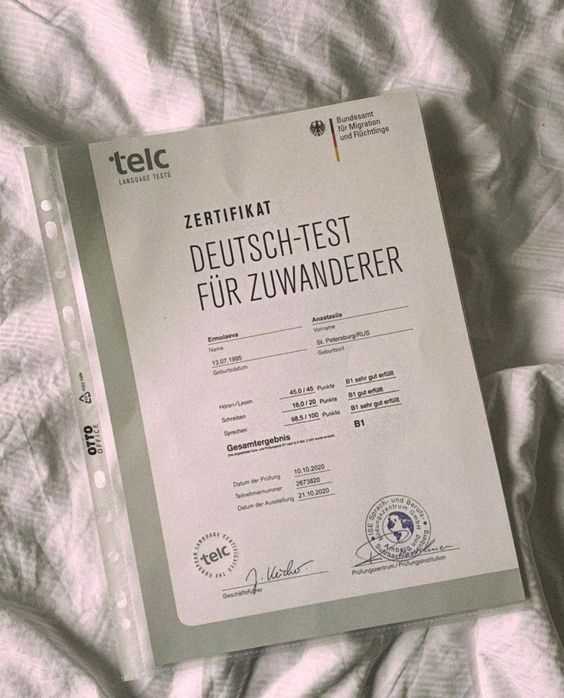 telc
LANGUAGE TESTS
Bundesamt
für Migration
und Flüchtlinge
ZERTIFIKAT
DEUTSCH-TEST
FÜR ZUWANDERER
Ermolaeva
Name
Anastasiia
Vorname
13.07.1995
Geburtsdatum
St. Petersburg/RUS
Geburtsort
Hören/Lesen 45.0 / 45 Punkte B1 sehr gut erfüllt
Schreiben 16.0 / 20 Punkte B1 gut erfüllt
Sprechen 98.5 / 100 Punkte B1 sehr gut erfüllt
Gesamtergebnis B1
Datum der Prüfung 10.10.2020
Teilnehmernummer 2673820
Datum der Ausstellung 21.10.2020
telc
Geschäftsführer
Prüfungszentrum / Prüfungsinstitution
OTTO
OFFICE